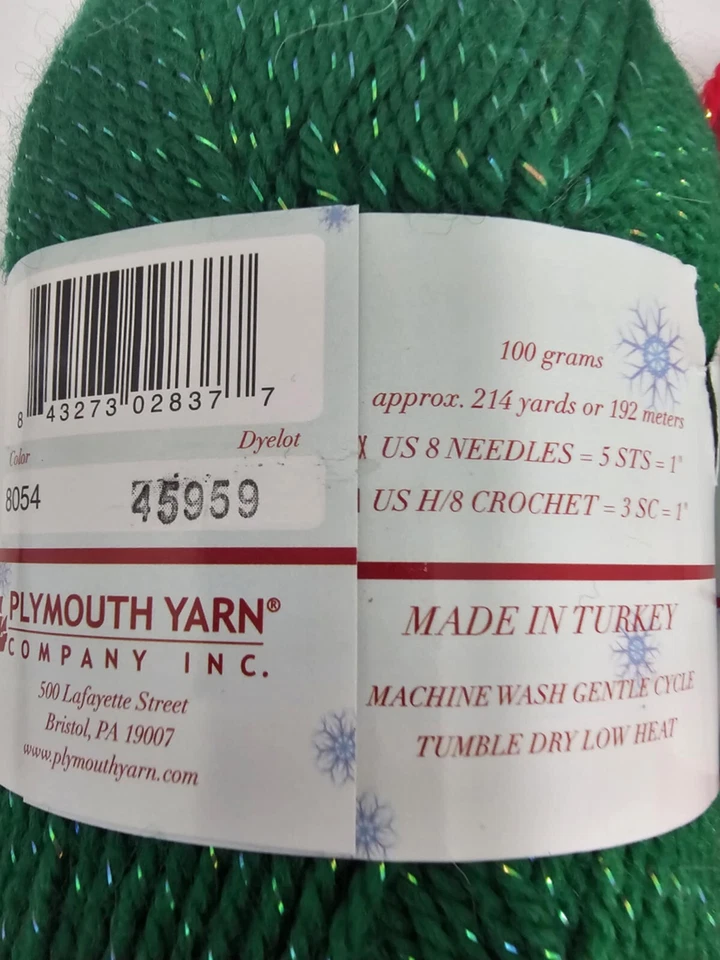 8 43273 02837 7
Color Dyelot
8054 45959
PLYMOUTH YARN®
COMPANY INC.
500 Lafayette Street
Bristol, PA 19007
www.plymouthyarn.com
100 grams
approx. 214 yards or 192 meters
US 8 NEEDLES = 5 STS = 1"
US H/8 CROCHET = 3 SC = 1"
MADE IN TURKEY
MACHINE WASH GENTLE CYCLE
TUMBLE DRY LOW HEAT